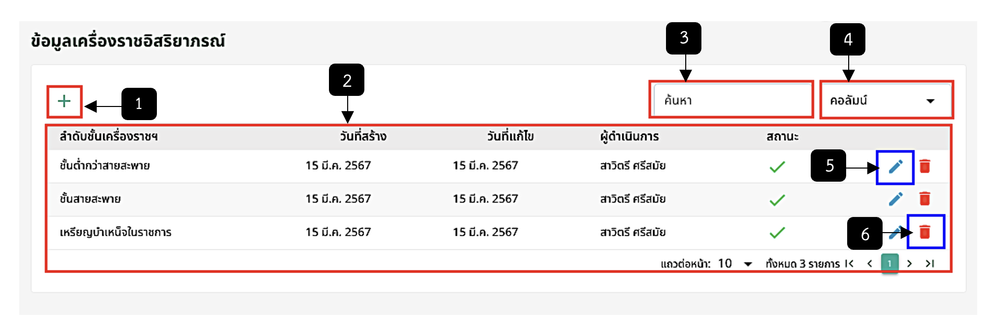 ข้อมูลเครื่องราชอิสริยาภรณ์
3
4
2
1
ค้นหา
คอลัมน์
ลำดับชั้นเครื่องราชฯ วันที่สร้าง วันที่แก้ไข ผู้ดำเนินการ สถานะ
ชั้นต่ำกว่าสายสะพาย 15 มี.ค. 2567 15 มี.ค. 2567 สาวิตรี ศรีสมัย 5
ชั้นสายสะพาย 15 มี.ค. 2567 15 มี.ค. 2567 สาวิตรี ศรีสมัย
เหรียญบำเหน็จในราชการ 15 มี.ค. 2567 15 มี.ค. 2567 สาวิตรี ศรีสมัย 6
แถวต่อหน้า: 10 ทั้งหมด 3 รายการ 1